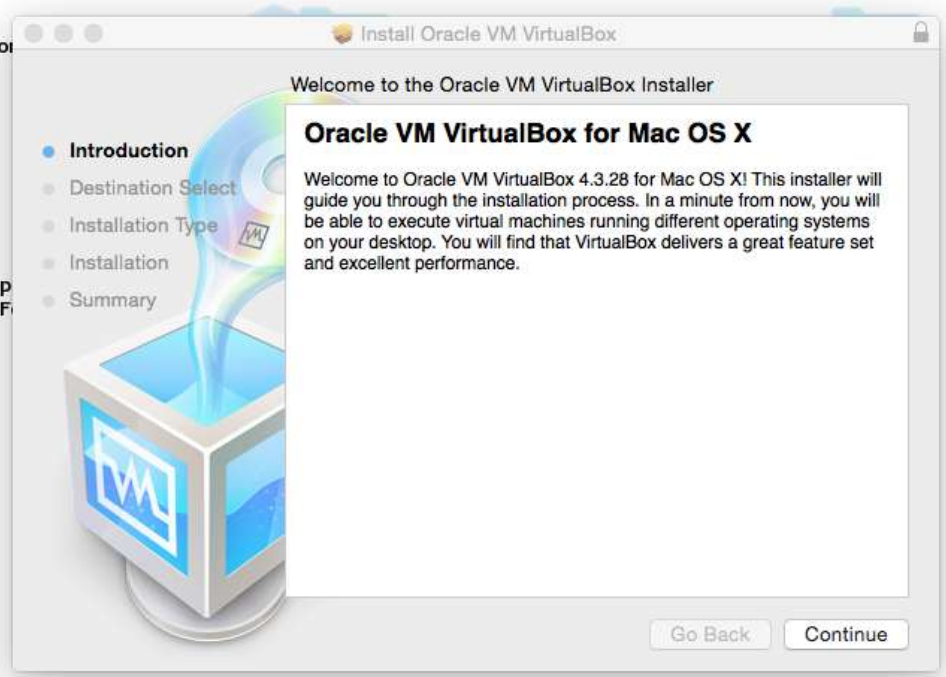 Install Oracle VM VirtualBox
Welcome to the Oracle VM VirtualBox Installer
Introduction
Destination Select
Installation Type
Installation
Summary
Oracle VM VirtualBox for Mac OS X
Welcome to Oracle VM VirtualBox 4.3.28 for Mac OS X! This installer will
guide you through the installation process. In a minute from now, you will
be able to execute virtual machines running different operating systems
on your desktop. You will find that VirtualBox delivers a great feature set
and excellent performance.
Go Back
Continue